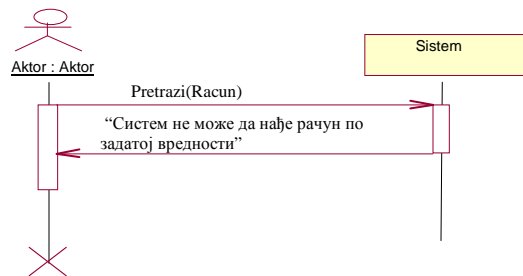 Sistem
Aktor : Aktor
Pretrazi(Racun)
“Систем не може да нађе рачун по
задатој вредности”